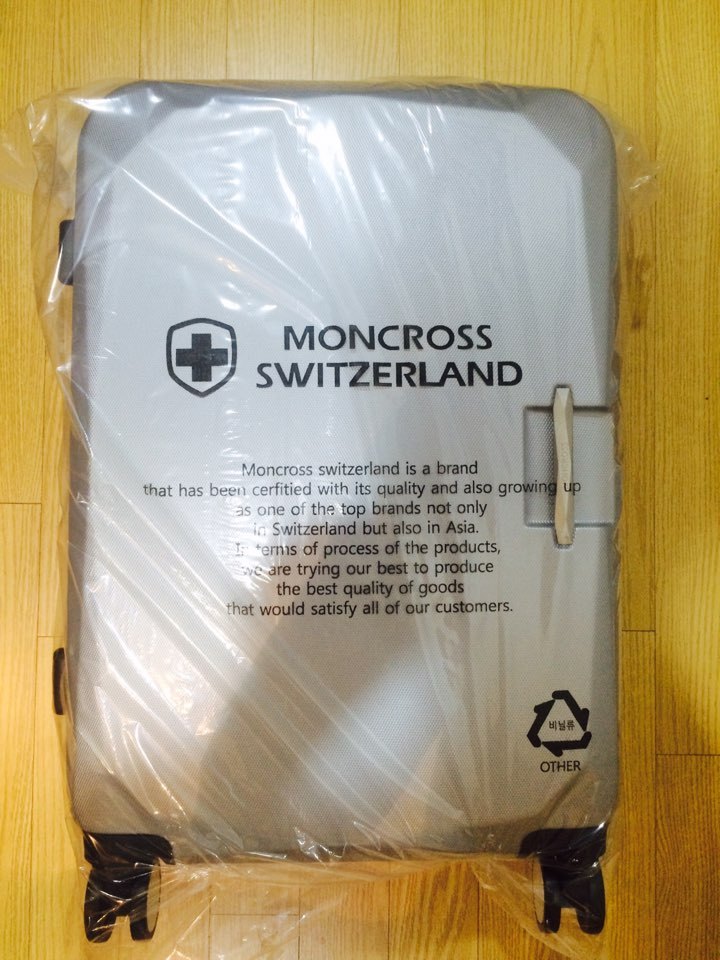 MONCROSS
SWITZERLAND
Moncross switzerland is a brand
that has been cerfitied with its quality and also growing up
as one of the top brands not only
in Switzerland but also in Asia.
In terms of process of the products,
we are trying our best to produce
the best quality of goods
that would satisfy all of our customers.
비닐류
OTHER